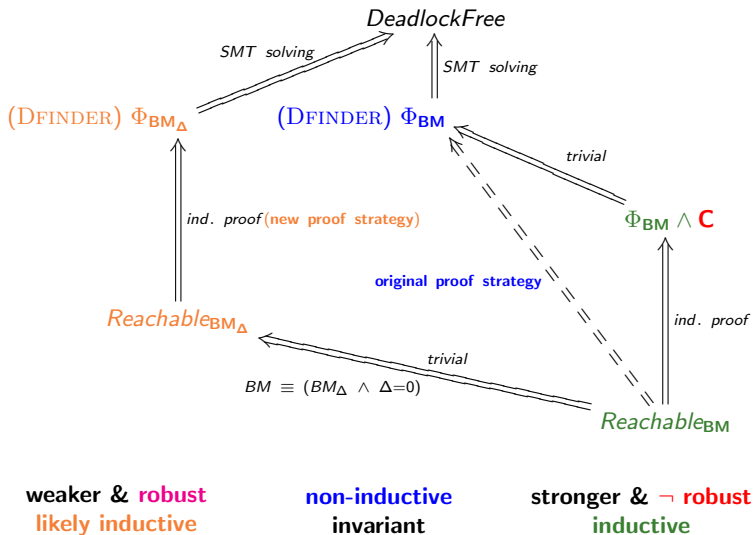 DeadlockFree
SMT solving
SMT solving
(DFINDER) Φ_BM_Δ
(DFINDER) Φ_BM
trivial
ind. proof (new proof strategy)
Φ_BM ∧ C
original proof strategy
Reachable_BM_Δ
ind. proof
trivial
BM ≡ (BM_Δ ∧ Δ=0)
Reachable_BM
weaker & robust
likely inductive
non-inductive
invariant
stronger & ¬ robust
inductive